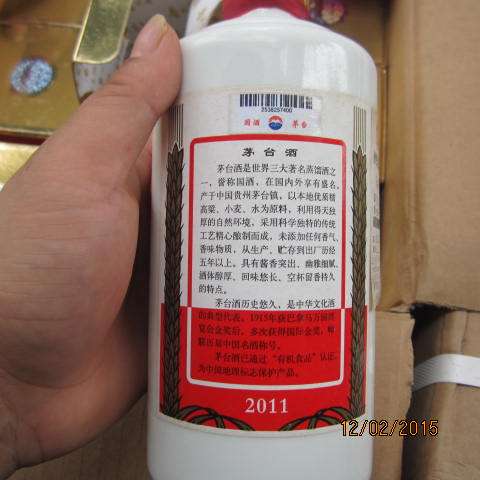 2538257400
国酒 茅台
茅台酒
茅台酒是世界三大著名蒸馏酒之
一，誉称国酒，在国内外享有盛名。
产于中国贵州茅台镇，以本地优质糯
高粱、小麦、水为原料，利用得天独
厚的自然环境，采用科学独特的传统
工艺精心酿制而成，未添加任何香气、
香味物质，从生产、贮存到出厂历经
五年以上。具有酱香突出、幽雅细腻、
酒体醇厚、回味悠长、空杯留香持久
的特点。
茅台酒历史悠久，是中华文化酒
的典型代表。1915年获巴拿马万国博
览会金奖后，多次获得国际金奖，蝉
联历届中国名酒称号。
茅台酒已通过“有机食品”认证，
为中国地理标志保护产品。
2011
12/02/2015